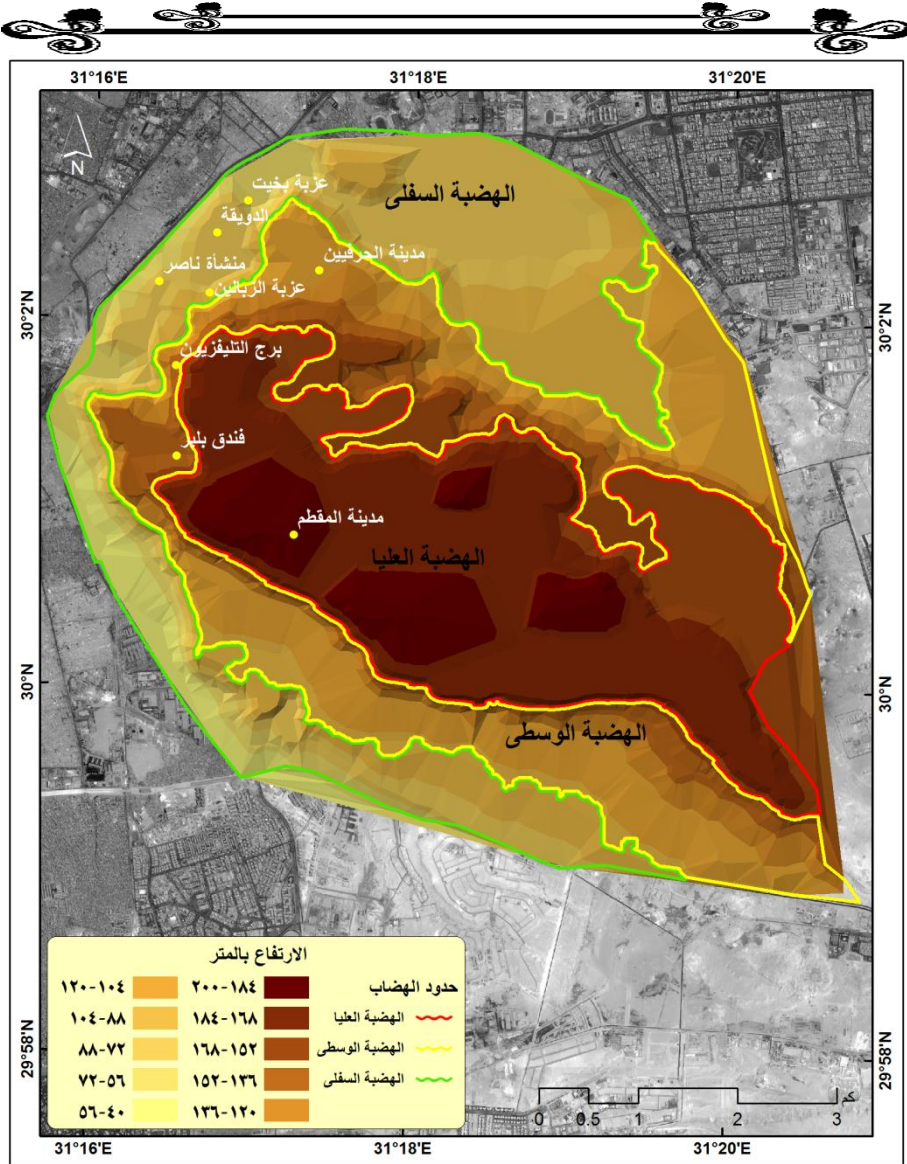 31°16'E 31°18'E 31°20'E
N
الهضبة السفلى
عزبة بخيت
الدويقة
مدينة الحرفيين
منشأة ناصر
عزبة الربالين
30°2'N 30°2'N
برج التليفزيون
فندق بلير
مدينة المقطم
الهضبة العليا
30°N 30°N
الهضبة الوسطى
الارتفاع بالمتر
حدود الهضاب ٢٠٠-١٨٤ ١٢٠-١٠٤
الهضبة العليا ١٨٤-١٦٨ ١٠٤-٨٨
الهضبة الوسطى ١٦٨-١٥٢ ٨٨-٧٢
الهضبة السفلى ١٥٢-١٣٦ ٧٢-٥٦
١٣٦-١٢٠ ٥٦-٤٠
29°58'N 29°58'N
كم
0 0.5 1 2 3
31°16'E 31°18'E 31°20'E